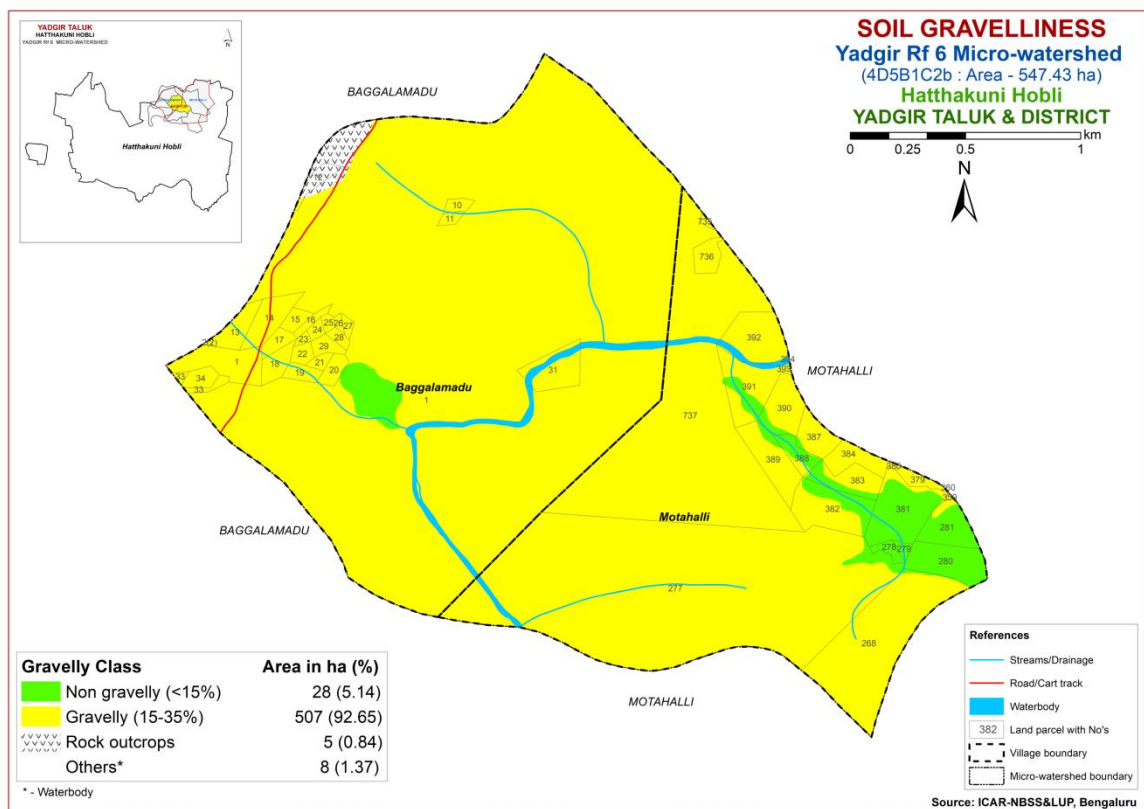 YADGIR TALUK
HATTHAKUNI HOBLI
YADGIR RF 6 MICRO-WATERSHED
N
Hatthakuni Hobli
SOIL GRAVELLINESS
Yadgir Rf 6 Micro-watershed
(4D5B1C2b : Area - 547.43 ha)
Hatthakuni Hobli
YADGIR TALUK & DISTRICT
km
0 0.25 0.5 1
N
BAGGALAMADU
12
10
11
735
736
13
14
15
16
25
26
27
24
28
17
23
29
22
21
1
18
19
20
33
34
33
392
31
394
395
MOTAHALLI
391
Baggalamadu
1
737
390
387
384
388
389
380
379
383
360
359
382
381
281
BAGGALAMADU
Motahalli
278
279
280
277
268
MOTAHALLI
Gravelly Class Area in ha (%)
Non gravelly (<15%) 28 (5.14)
Gravelly (15-35%) 507 (92.65)
Rock outcrops 5 (0.84)
Others* 8 (1.37)
* - Waterbody
References
Streams/Drainage
Road/Cart track
Waterbody
382 Land parcel with No's
Village boundary
Micro-watershed boundary
Source: ICAR-NBSS&LUP, Bengaluru